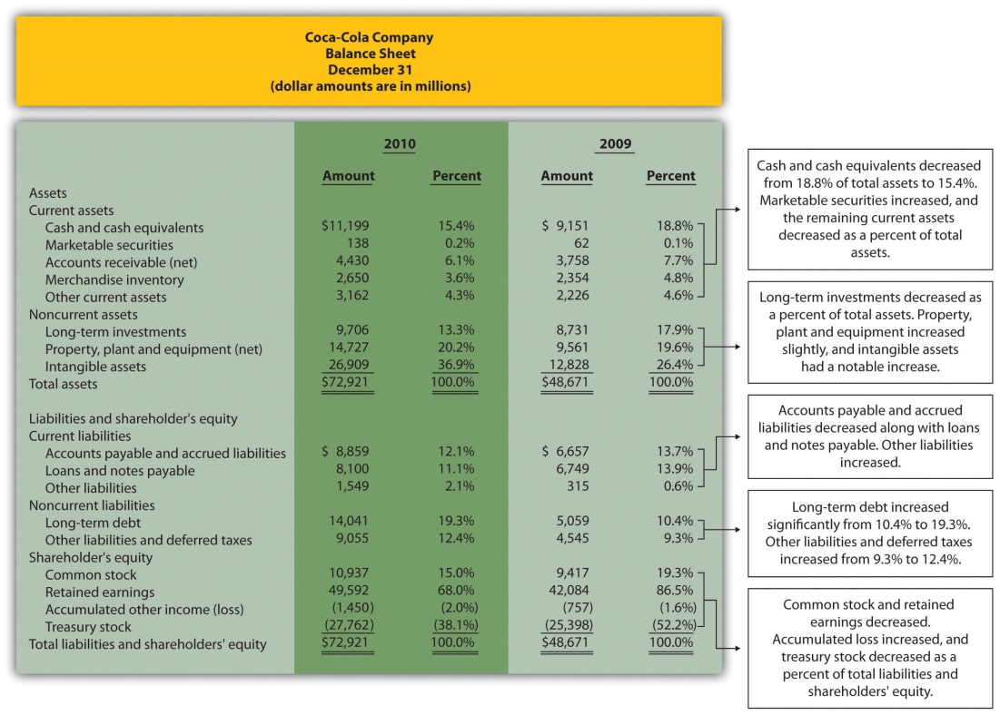 Coca-Cola Company
Balance Sheet
December 31
(dollar amounts are in millions)
2010 2009
Amount Percent Amount Percent
Assets
Current assets
Cash and cash equivalents $11,199 15.4% $ 9,151 18.8%
Marketable securities 138 0.2% 62 0.1%
Accounts receivable (net) 4,430 6.1% 3,758 7.7%
Merchandise inventory 2,650 3.6% 2,354 4.8%
Other current assets 3,162 4.3% 2,226 4.6%
Noncurrent assets
Long-term investments 9,706 13.3% 8,731 17.9%
Property, plant and equipment (net) 14,727 20.2% 9,561 19.6%
Intangible assets 26,909 36.9% 12,828 26.4%
Total assets $72,921 100.0% $48,671 100.0%
Liabilities and shareholder's equity
Current liabilities
Accounts payable and accrued liabilities $ 8,859 12.1% $ 6,657 13.7%
Loans and notes payable 8,100 11.1% 6,749 13.9%
Other liabilities 1,549 2.1% 315 0.6%
Noncurrent liabilities
Long-term debt 14,041 19.3% 5,059 10.4%
Other liabilities and deferred taxes 9,055 12.4% 4,545 9.3%
Shareholder's equity
Common stock 10,937 15.0% 9,417 19.3%
Retained earnings 49,592 68.0% 42,084 86.5%
Accumulated other income (loss) (1,450) (2.0%) (757) (1.6%)
Treasury stock (27,762) (38.1%) (25,398) (52.2%)
Total liabilities and shareholders' equity $72,921 100.0% $48,671 100.0%
Cash and cash equivalents decreased
from 18.8% of total assets to 15.4%.
Marketable securities increased, and
the remaining current assets
decreased as a percent of total
assets.
Long-term investments decreased as
a percent of total assets. Property,
plant and equipment increased
slightly, and intangible assets
had a notable increase.
Accounts payable and accrued
liabilities decreased along with loans
and notes payable. Other liabilities
increased.
Long-term debt increased
significantly from 10.4% to 19.3%.
Other liabilities and deferred taxes
increased from 9.3% to 12.4%.
Common stock and retained
earnings decreased.
Accumulated loss increased, and
treasury stock decreased as a
percent of total liabilities and
shareholders' equity.